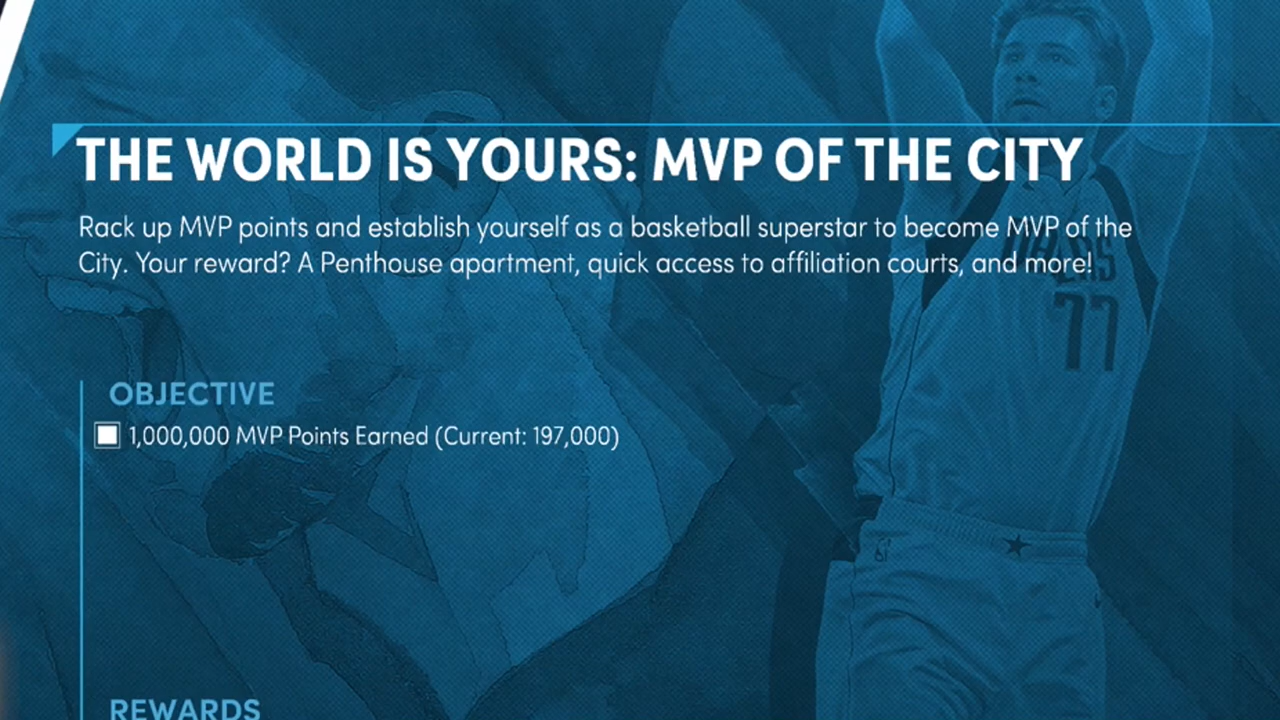 THE WORLD IS YOURS: MVP OF THE CITY
Rack up MVP points and establish yourself as a basketball superstar to become MVP of the
City. Your reward? A Penthouse apartment, quick access to affiliation courts, and more!
77
OBJECTIVE
1,000,000 MVP Points Earned (Current: 197,000)
REWARDS